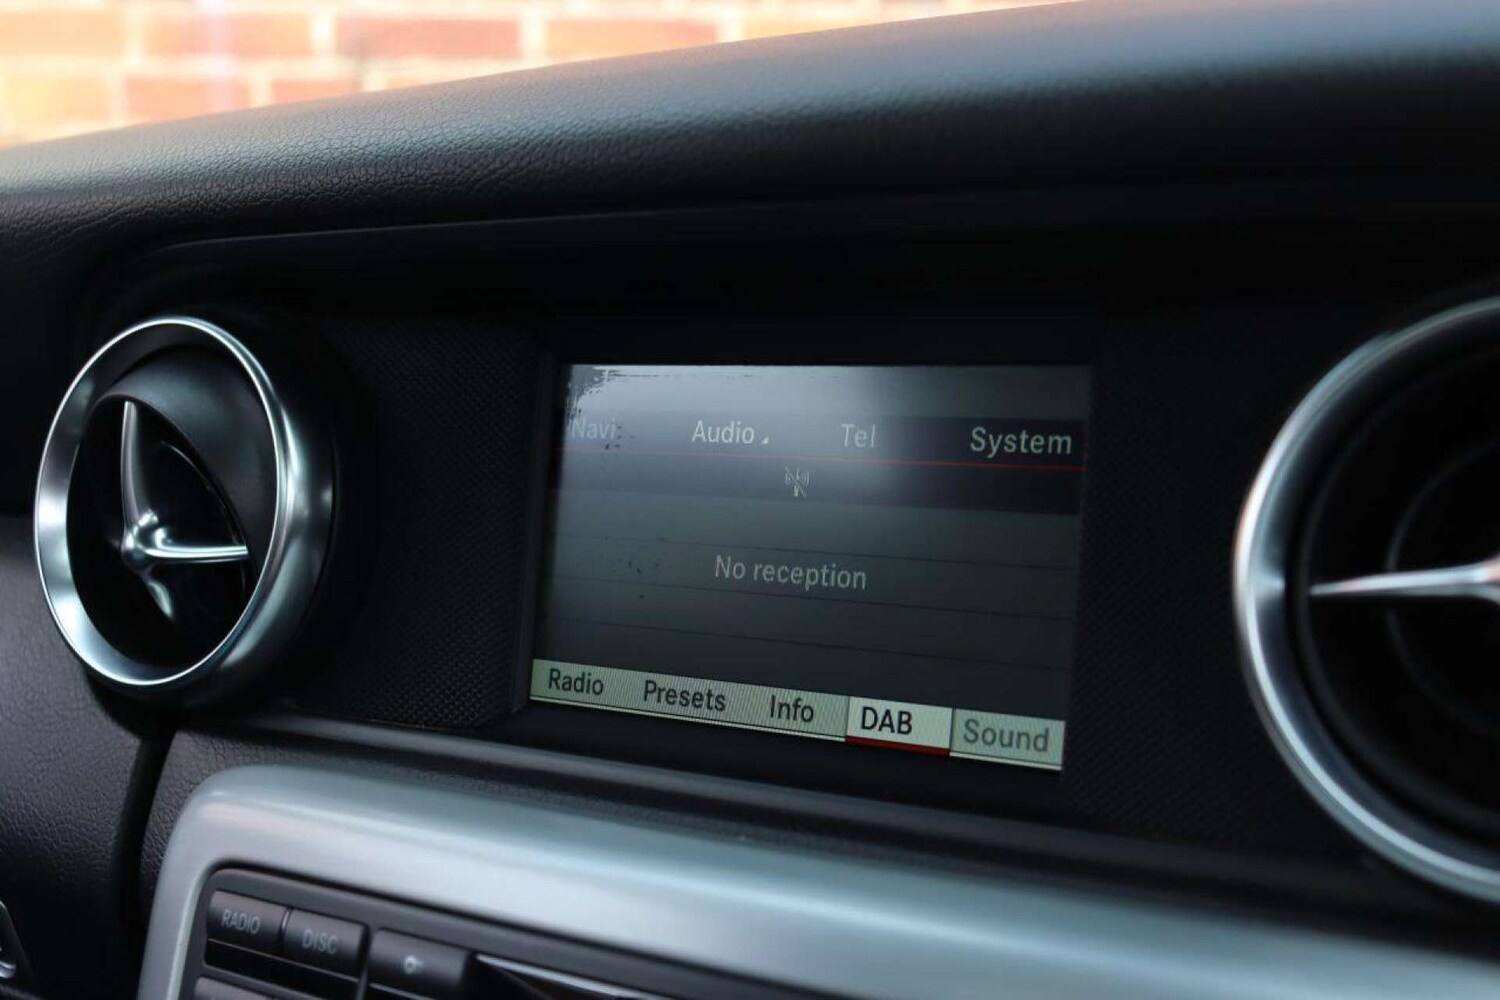 Navi Audio Tel System
No reception
Radio Presets Info DAB Sound
RADIO DISC